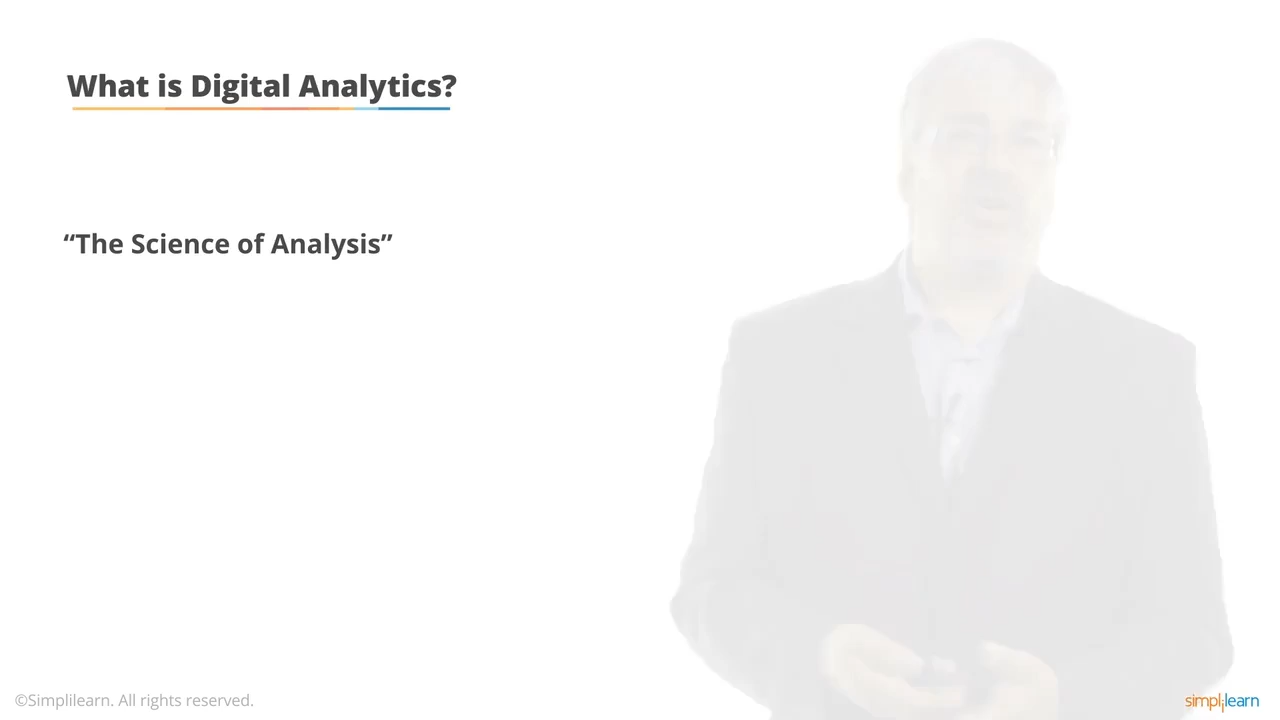 What is Digital Analytics?
“The Science of Analysis”
©Simplilearn. All rights reserved.
simplilearn